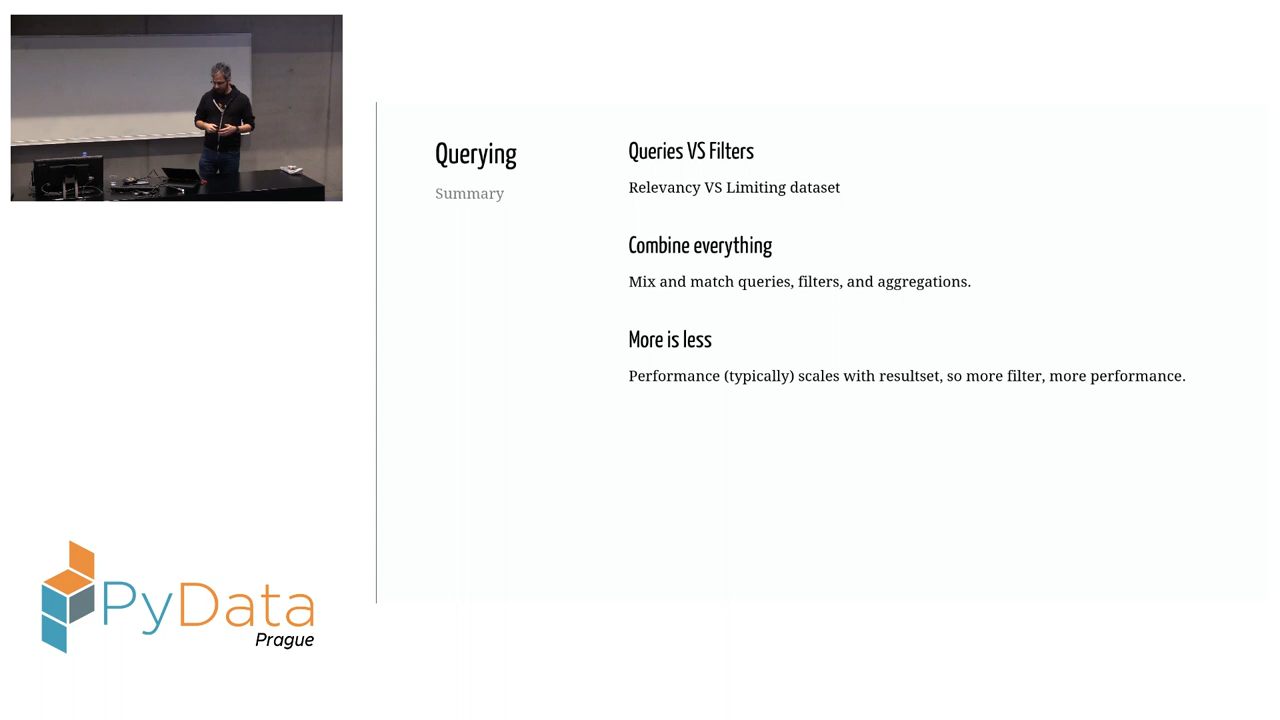 Querying
Summary
Queries VS Filters
Relevancy VS Limiting dataset
Combine everything
Mix and match queries, filters, and aggregations.
More is less
Performance (typically) scales with resultset, so more filter, more performance.
PyData
Prague